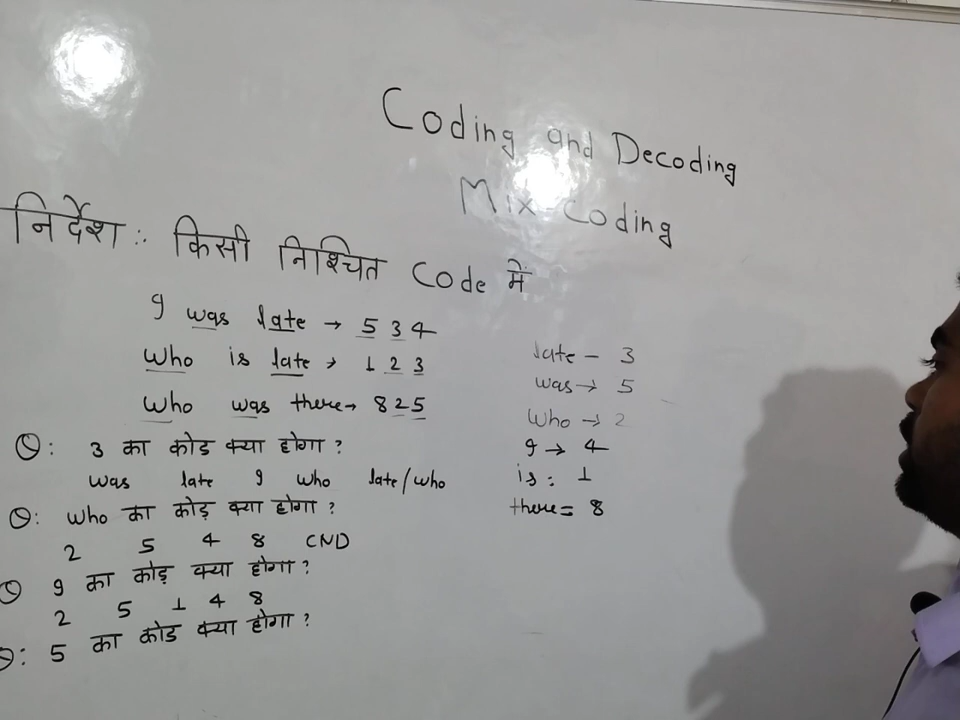 Coding and Decoding
Mix-coding
निर्देश :. किसी निश्चित Code में
9 was late → 5 3 4
Who is late → 1 2 3
Who was there → 8 2 5
late - 3
was → 5
Who → 2
9 → 4
is : 1
there = 8
Q: 3 का कोड क्या होगा ?
was late 9 who late/who
Q: Who का कोड़ क्या होगा ?
2 5 4 8 CND
Q 9 का कोड़ क्या होगा ?
2 5 1 4 8
Q: 5 का कोड क्या होगा ?